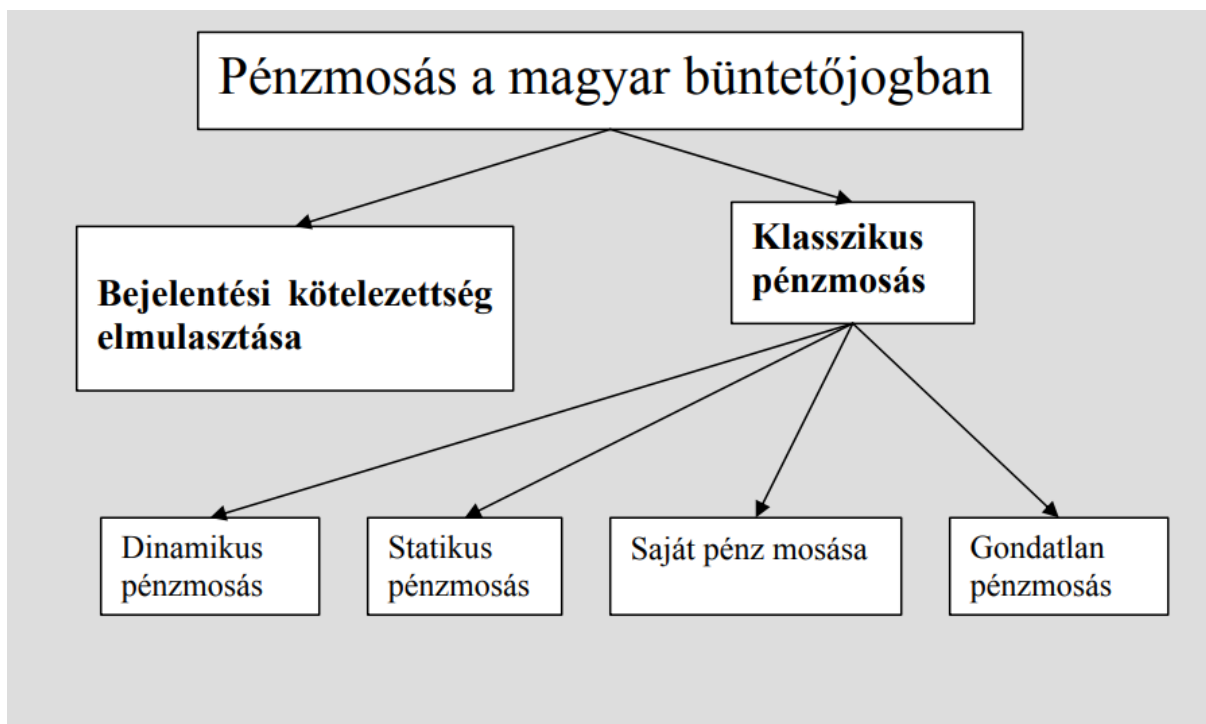 Pénzmosás a magyar büntetőjogban
Bejelentési kötelezettség
elmulasztása
Klasszikus
pénzmosás
Dinamikus
pénzmosás
Statikus
pénzmosás
Saját pénz mosása
Gondatlan
pénzmosás